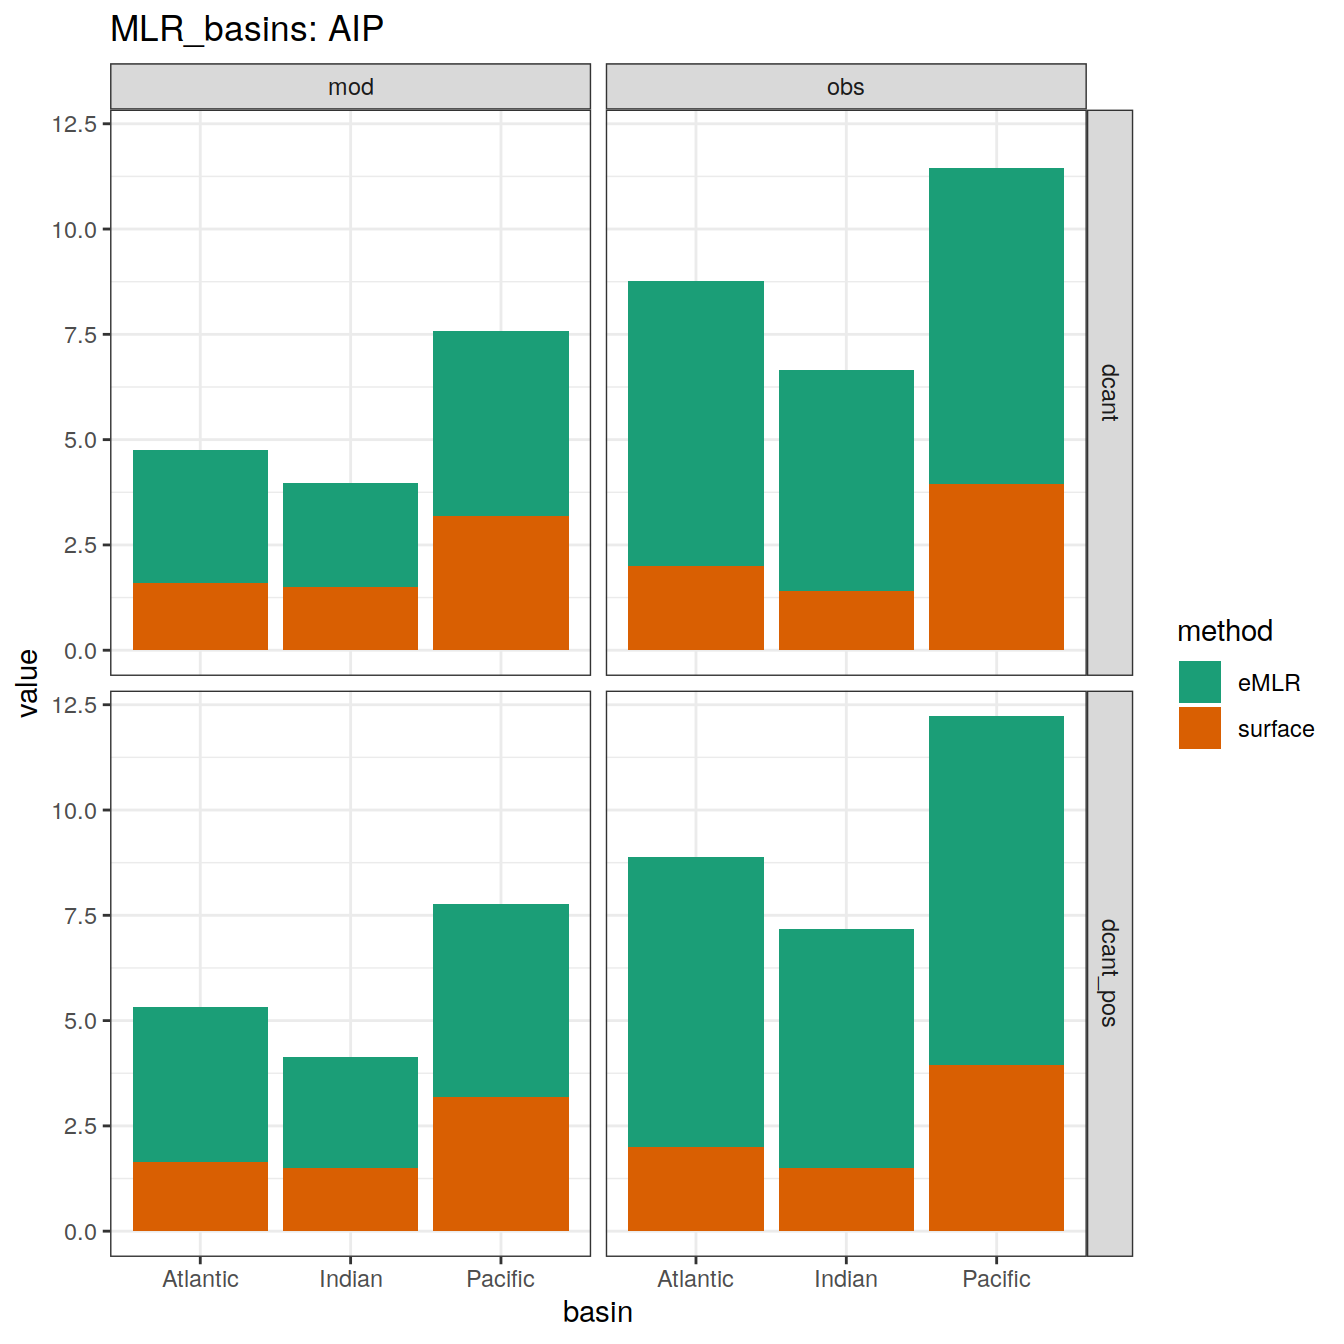 MLR_basins: AIP
mod
obs
12.5
10.0
7.5
5.0
2.5
0.0
dcant
12.5
10.0
7.5
5.0
2.5
0.0
dcant_pos
value
Atlantic
Indian
Pacific
Atlantic
Indian
Pacific
basin
method
eMLR
surface